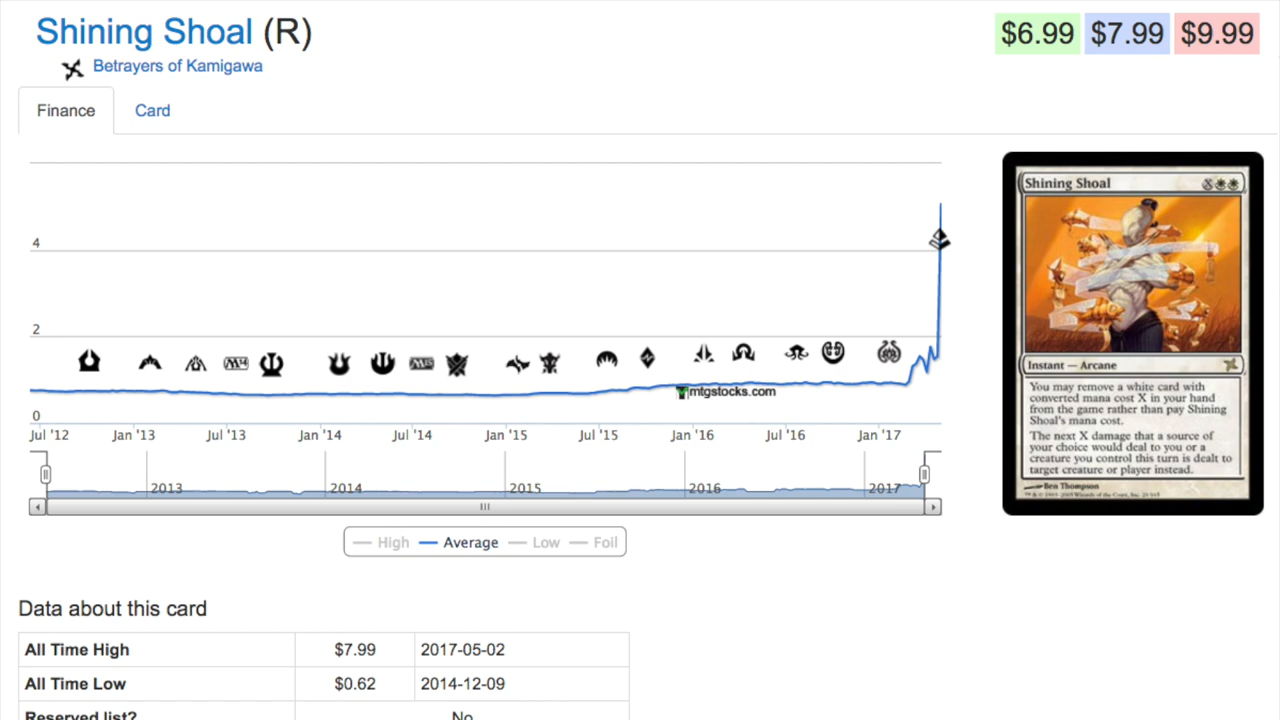 Shining Shoal (R)
$6.99 $7.99 $9.99
Betrayers of Kamigawa
Finance
Card
4
2
0
mtgstocks.com
Jul '12 Jan '13 Jul '13 Jan '14 Jul '14 Jan '15 Jul '15 Jan '16 Jul '16 Jan '17
2013 2014 2015 2016 2017
High Average Low Foil
Shining Shoal X
Instant — Arcane
You may remove a white card with
converted mana cost X in your hand
from the game rather than pay Shining
Shoal's mana cost.
The next X damage that a source of
your choice would deal to you or a
creature you control this turn is dealt to
target creature or player instead.
Ben Thompson
Data about this card
All Time High $7.99 2017-05-02
All Time Low $0.62 2014-12-09
Reserved list? No